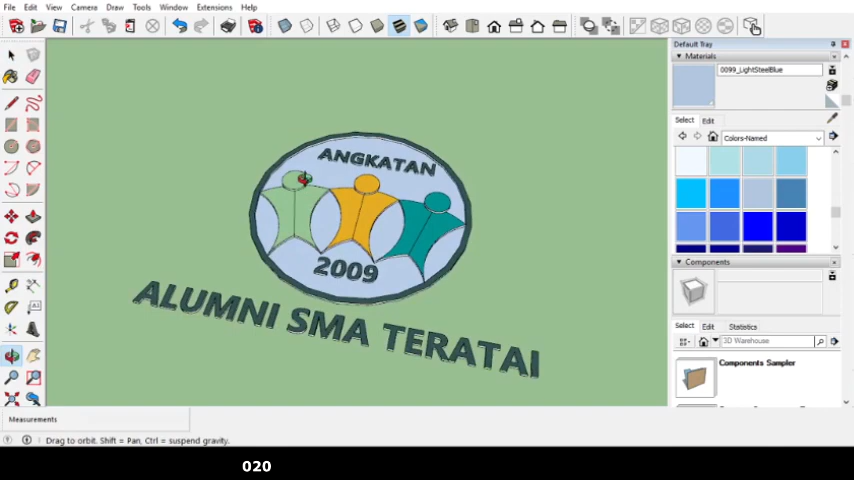 File Edit View Camera Draw Tools Window Extensions Help
Default Tray
Materials
0099_LightSteelBlue
Select Edit
Colors-Named
ANGKATAN
2009
ALUMNI SMA TERATAI
Components
Select Edit Statistics
3D Warehouse
Components Sampler
Measurements
Drag to orbit. Shift = Pan, Ctrl = suspend gravity.
020